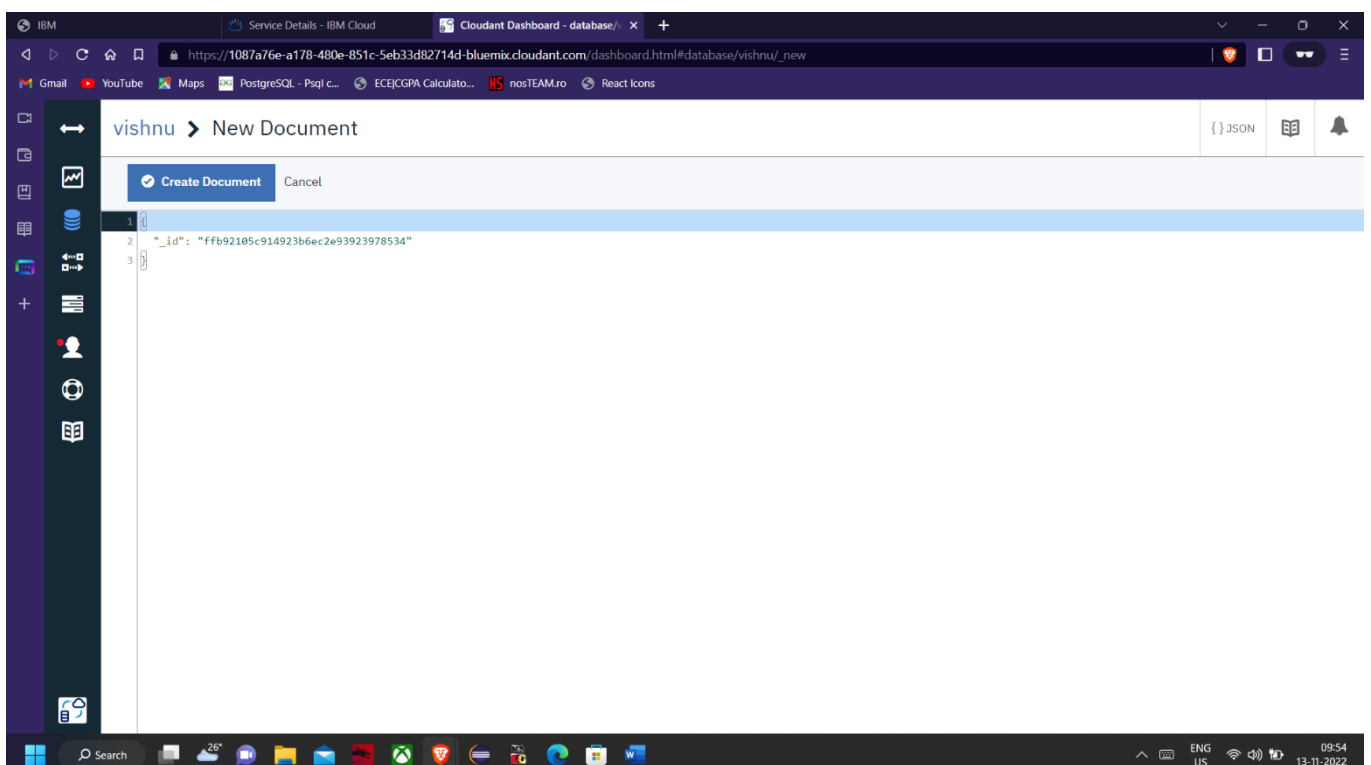 IBM
Service Details - IBM Cloud
Cloudant Dashboard - database/v
https://1087a76e-a178-480e-851c-5eb33d82714d-bluemix.cloudant.com/dashboard.html#database/vishnu/_new
Gmail YouTube Maps PostgreSQL - Psql c... ECE|CGPA Calculato... NS nosTEAM.ro React Icons
vishnu New Document
{ } JSON
Create Document Cancel
1 {
2 "_id": "ffb92105c914923b6ec2e93923978534"
3 }
26°
Search
ENG
US
09:54
13-11-2022